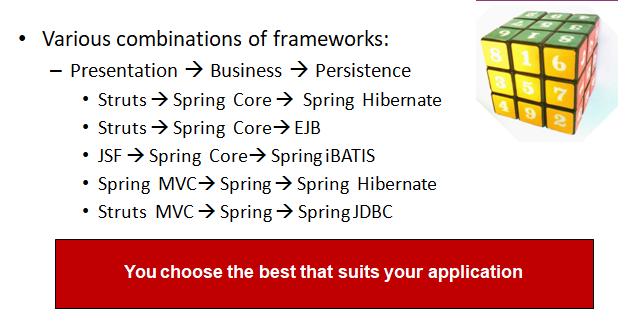 • Various combinations of frameworks:
– Presentation → Business → Persistence
• Struts → Spring Core → Spring Hibernate
• Struts → Spring Core → EJB
• JSF → Spring Core → Spring iBATIS
• Spring MVC → Spring → Spring Hibernate
• Struts MVC → Spring → Spring JDBC
8 1 6
3 5 7
4 9 2
You choose the best that suits your application